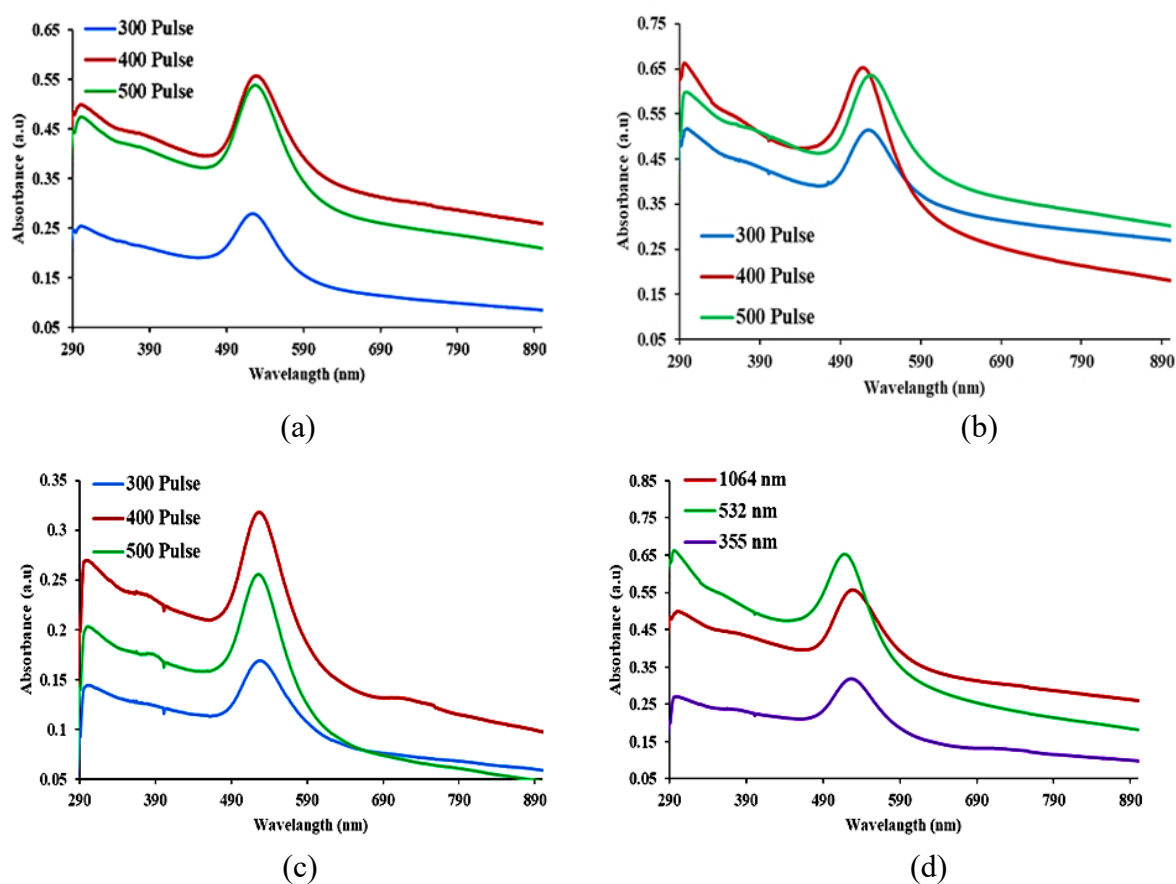 300 Pulse
400 Pulse
500 Pulse
Absorbance (a.u)
0.65
0.55
0.45
0.35
0.25
0.15
0.05
290 390 490 590 690 790 890
Wavelangth (nm)
(a)
300 Pulse
400 Pulse
500 Pulse
Absorbance (a.u)
0.75
0.65
0.55
0.45
0.35
0.25
0.15
0.05
290 390 490 590 690 790 890
Wavelangth (nm)
(b)
300 Pulse
400 Pulse
500 Pulse
Absorbance (a.u)
0.35
0.3
0.25
0.2
0.15
0.1
0.05
290 390 490 590 690 790 890
Wavelangth (nm)
(c)
1064 nm
532 nm
355 nm
Absorbance (a.u)
0.85
0.75
0.65
0.55
0.45
0.35
0.25
0.15
0.05
290 390 490 590 690 790 890
Wavelangth (nm)
(d)